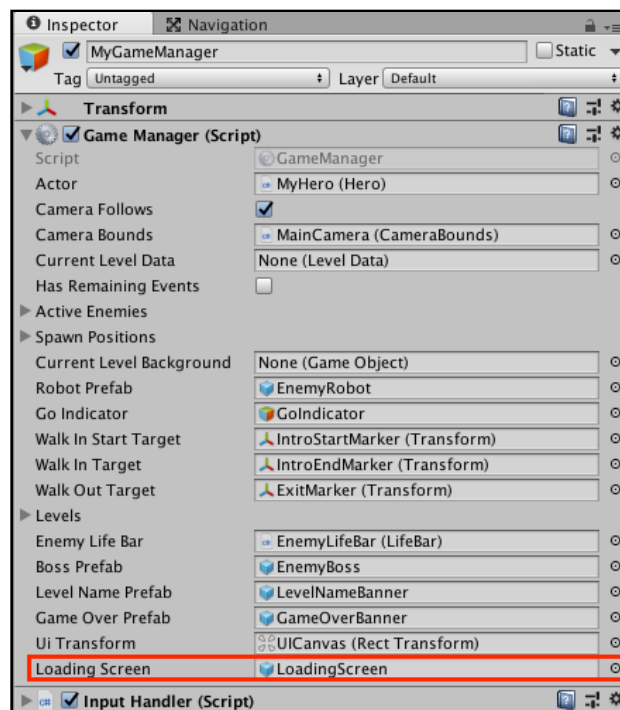 Inspector Navigation
MyGameManager Static
Tag Untagged Layer Default
Transform
Game Manager (Script)
Script GameManager
Actor MyHero (Hero)
Camera Follows
Camera Bounds MainCamera (CameraBounds)
Current Level Data None (Level Data)
Has Remaining Events
Active Enemies
Spawn Positions
Current Level Background None (Game Object)
Robot Prefab EnemyRobot
Go Indicator GoIndicator
Walk In Start Target IntroStartMarker (Transform)
Walk In Target IntroEndMarker (Transform)
Walk Out Target ExitMarker (Transform)
Levels
Enemy Life Bar EnemyLifeBar (LifeBar)
Boss Prefab EnemyBoss
Level Name Prefab LevelNameBanner
Game Over Prefab GameOverBanner
Ui Transform UICanvas (Rect Transform)
Loading Screen LoadingScreen
C# Input Handler (Script)